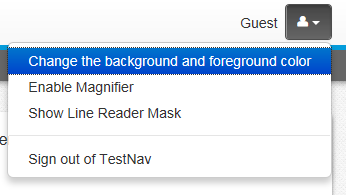 Guest
Change the background and foreground color
Enable Magnifier
Show Line Reader Mask
Sign out of TestNav